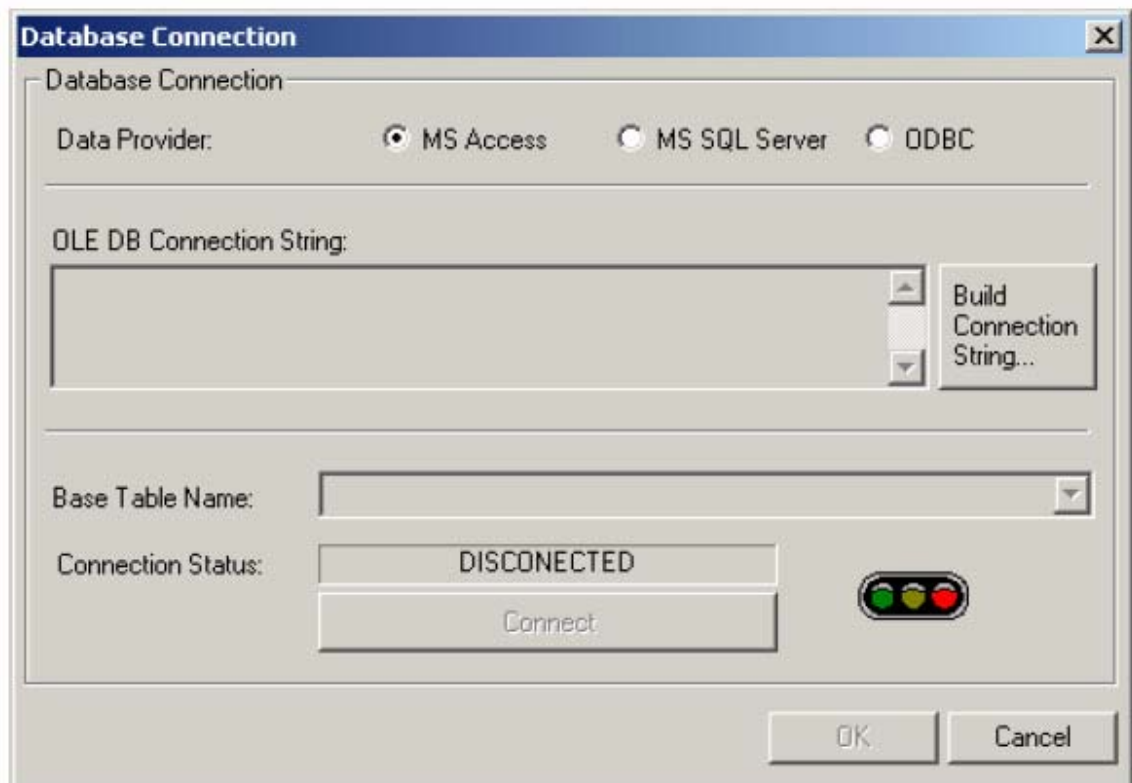 Database Connection
Database Connection
Data Provider: MS Access MS SQL Server ODBC
OLE DB Connection String:
Build
Connection
String...
Base Table Name:
Connection Status: DISCONECTED
Connect
OK Cancel